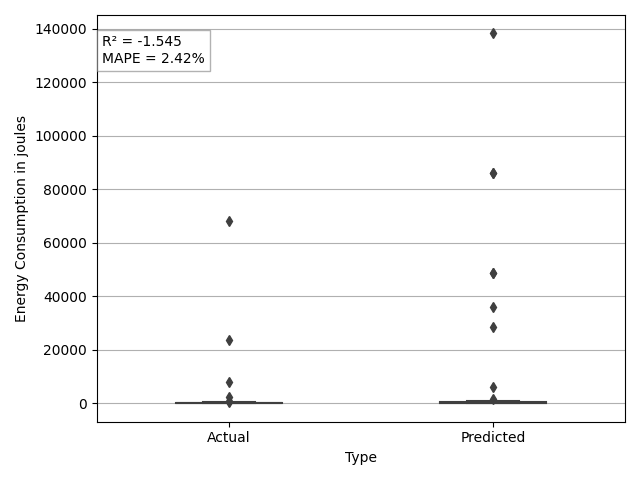 R² = -1.545
MAPE = 2.42%
140000
120000
100000
80000
60000
40000
20000
0
Energy Consumption in joules
Actual
Predicted
Type